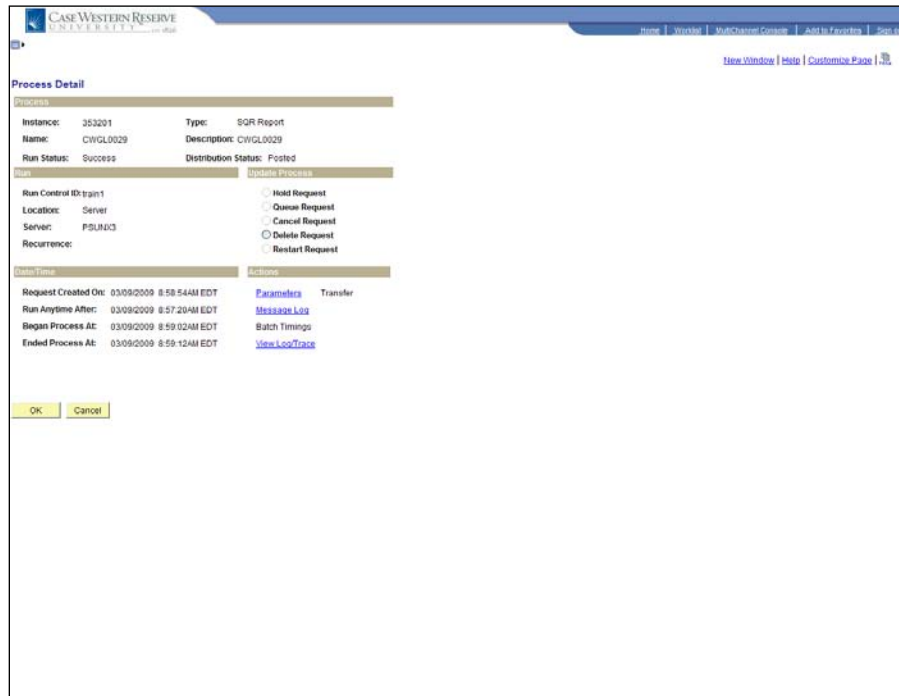 CASE WESTERN RESERVE
UNIVERSITY EST. 1826
Home | Worklist | MultiChannel Console | Add to Favorites | Sign
New Window | Help | Customize Page |
Process Detail
Process
Instance: 353201 Type: SQR Report
Name: CWGL0029 Description: CWGL0029
Run Status: Success Distribution Status: Posted
Run Update Process
Run Control ID: train1 Hold Request
Location: Server Queue Request
Server: PSUNX3 Cancel Request
Recurrence: Delete Request
Restart Request
Date/Time Actions
Request Created On: 03/09/2009 8:58:54AM EDT Parameters Transfer
Run Anytime After: 03/09/2009 8:57:20AM EDT Message Log
Began Process At: 03/09/2009 8:59:02AM EDT Batch Timings
Ended Process At: 03/09/2009 8:59:12AM EDT View Log/Trace
OK Cancel